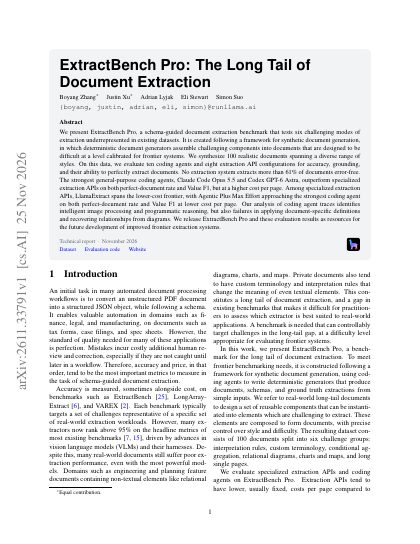 ExtractBench Pro: The Long Tail of
Document Extraction
Boyang Zhang* Justin Xu* Adrian Lyjak Eli Stewart Simon Suo
{boyang, justin, adrian, eli, simon}@runllama.ai
Abstract
We present ExtractBench Pro, a schema-guided document extraction benchmark that tests six challenging modes of
extraction underrepresented in existing datasets. It is created following a framework for synthetic document generation,
in which deterministic document generators assemble challenging components into documents that are designed to be
difficult at a level calibrated for frontier systems. We synthesize 100 realistic documents spanning a diverse range of
styles. On this data, we evaluate ten coding agents and eight extraction API configurations for accuracy, grounding,
and their ability to perfectly extract documents. No extraction system extracts more than 61% of documents error-free.
The strongest general-purpose coding agents, Claude Code Opus 5.5 and Codex GPT-6 Astra, outperform specialized
extraction APIs on both perfect-document rate and Value F1, but at a higher cost per page. Among specialized extraction
APIs, LlamaExtract spans the lower-cost frontier, with Agentic Plus Max Effort approaching the strongest coding agent
on both perfect-document rate and Value F1 at lower cost per page. Our analysis of coding agent traces identifies
intelligent image processing and programmatic reasoning, but also failures in applying document-specific definitions
and recovering relationships from diagrams. We release ExtractBench Pro and these evaluation results as resources for
the future development of improved frontier extraction systems.
Technical report · November 2026
Dataset Evaluation code Website
arXiv:2611.33791v1 [cs.AI] 25 Nov 2026
1 Introduction
An initial task in many automated document processing
workflows is to convert an unstructured PDF document
into a structured JSON object, while following a schema.
It enables valuable automation in domains such as fi-
nance, legal, and manufacturing, on documents such as
tax forms, case filings, and spec sheets. However, the
standard of quality needed for many of these applications
is perfection. Mistakes incur costly additional human re-
view and correction, especially if they are not caught until
later in a workflow. Therefore, accuracy and price, in that
order, tend to be the most important metrics to measure in
the task of schema-guided document extraction.
Accuracy is measured, sometimes alongside cost, on
benchmarks such as ExtractBench [25], LongArray-
Extract [6], and VAREX [2]. Each benchmark typically
targets a set of challenges representative of a specific set
of real-world extraction workloads. However, many ex-
tractors now rank above 95% on the headline metrics of
most existing benchmarks [7, 15], driven by advances in
vision language models (VLMs) and their harnesses. De-
spite this, many real-world documents still suffer poor ex-
traction performance, even with the most powerful mod-
els. Domains such as engineering and planning feature
documents containing non-textual elements like relational
*Equal contribution.
diagrams, charts, and maps. Private documents also tend
to have custom terminology and interpretation rules that
change the meaning of even initial elements. This con-
stitutes a long tail of document extraction, and a gap in
existing benchmarks that makes it difficult for practition-
ers to assess which extractor is best suited to real-world
applications. A benchmark is needed that can controllably
target challenges in the long tail, at a difficulty level
appropriate for evaluating frontier systems.
In this work, we present ExtractBench Pro, a bench-
mark for the long tail of document extraction. To meet
frontier benchmarking needs, it is constructed following a
framework for synthetic document generation, using cod-
ing agents to write deterministic generators that produce
documents, schemas, and ground truth extractions from
simple inputs. We refer to real-world long-tail documents
to design a set of reusable components that can be instanti-
ated into elements which are challenging to extract. These
elements are composed to form documents, with precise
control over style and difficulty. The resulting dataset con-
sists of 100 documents split into six challenge groups:
interpretation rules, custom terminology, conditional ag-
gregation, relational diagrams, charts and maps, and long
single pages.
We evaluate specialized extraction APIs and coding
agents on ExtractBench Pro. Extraction APIs tend to
have lower, usually fixed, costs per page compared to
1